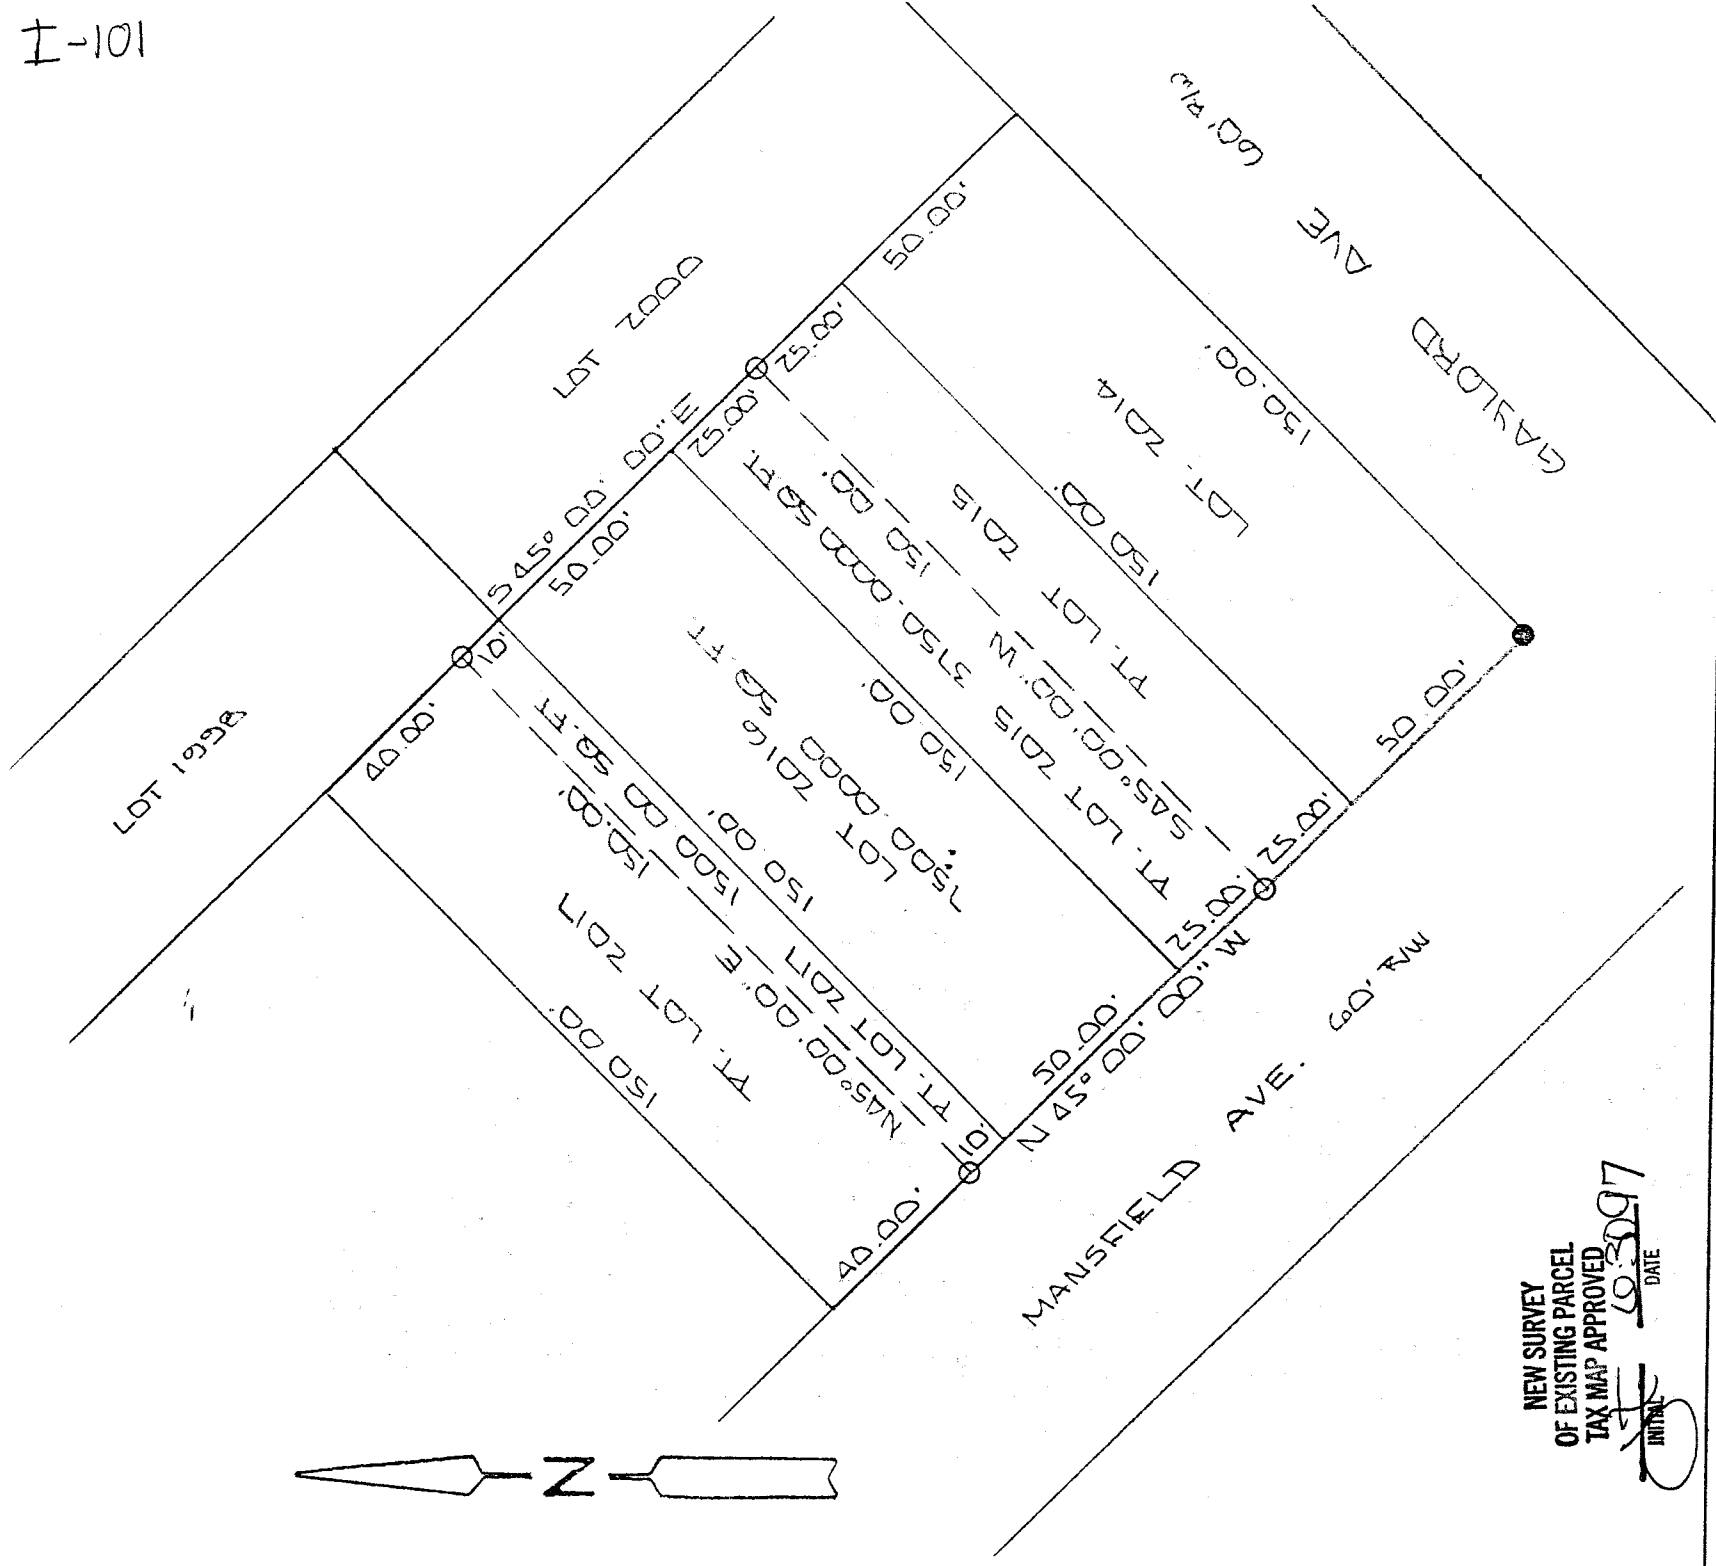 I-101
60' R/W
GAYLORD AVE
LOT 2000
LOT 1998
50.00'
25.00'
25.00'
S 45° 00' 00" E
50.00'
10'
40.00'
150.00'
LOT. 2014
150.00'
PT. LOT 2015
150.00'
S45° 00' 00" W
PT. LOT 2015 3750.0000 SQ FT.
150.00'
LOT 2016
7500.0000 SQ. FT
150.00'
PT. LOT 2017 1500.00 SQ. FT
150.00'
N45° 00' 00" E
PT. LOT 2017
150.00'
50.00'
25.00'
25.00'
50.00'
10'
40.00'
N 45° 00' 00" W
MANSFIELD AVE. 60' R/W
N
NEW SURVEY
OF EXISTING PARCEL
TAX MAP APPROVED
INITIAL
DATE